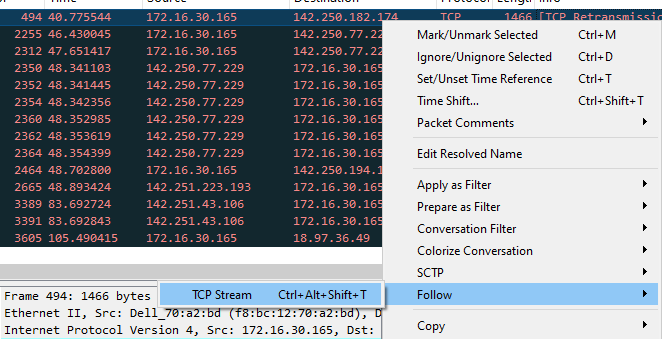 Time Source Destination Protocol Length Info
494 40.775544 172.16.30.165 142.250.182.174 TCP 1466 [TCP Retransmissi
2255 46.430045 172.16.30.165 142.250.77.22
2312 47.651417 172.16.30.165 142.250.77.22
2350 48.341103 142.250.77.229 172.16.30.165
2352 48.341445 142.250.77.229 172.16.30.165
2354 48.342356 142.250.77.229 172.16.30.165
2360 48.352985 142.250.77.229 172.16.30.165
2362 48.353619 142.250.77.229 172.16.30.165
2364 48.354399 142.250.77.229 172.16.30.165
2464 48.702800 172.16.30.165 142.250.194.1
2665 48.893424 142.251.223.193 172.16.30.165
3389 83.692724 142.251.43.106 172.16.30.165
3391 83.692843 142.251.43.106 172.16.30.165
3605 105.490415 172.16.30.165 18.97.36.49
Mark/Unmark Selected Ctrl+M
Ignore/Unignore Selected Ctrl+D
Set/Unset Time Reference Ctrl+T
Time Shift... Ctrl+Shift+T
Packet Comments
Edit Resolved Name
Apply as Filter
Prepare as Filter
Conversation Filter
Colorize Conversation
SCTP
Follow
Copy
TCP Stream Ctrl+Alt+Shift+T
Frame 494: 1466 bytes
Ethernet II, Src: Dell_70:a2:bd (f8:bc:12:70:a2:bd), D
Internet Protocol Version 4, Src: 172.16.30.165, Dst: